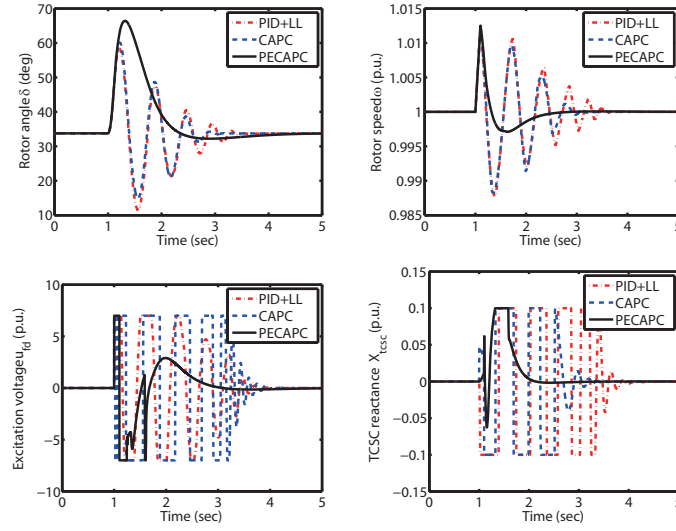 70
60
50
40
30
20
10
Rotor angle δ (deg)
PID+LL
CAPC
PECAPC
0 1 2 3 4 5
Time (sec)
1.015
1.01
1.005
1
0.995
0.99
0.985
Rotor speedω (p.u.)
PID+LL
CAPC
PECAPC
0 1 2 3 4 5
Time (sec)
10
5
0
−5
−10
Excitation voltageu_fd (p.u.)
PID+LL
CAPC
PECAPC
0 1 2 3 4 5
Time (sec)
0.15
0.1
0.05
0
−0.05
−0.1
−0.15
TCSC reactance X_tcsc (p.u.)
PID+LL
CAPC
PECAPC
0 1 2 3 4 5
Time (sec)